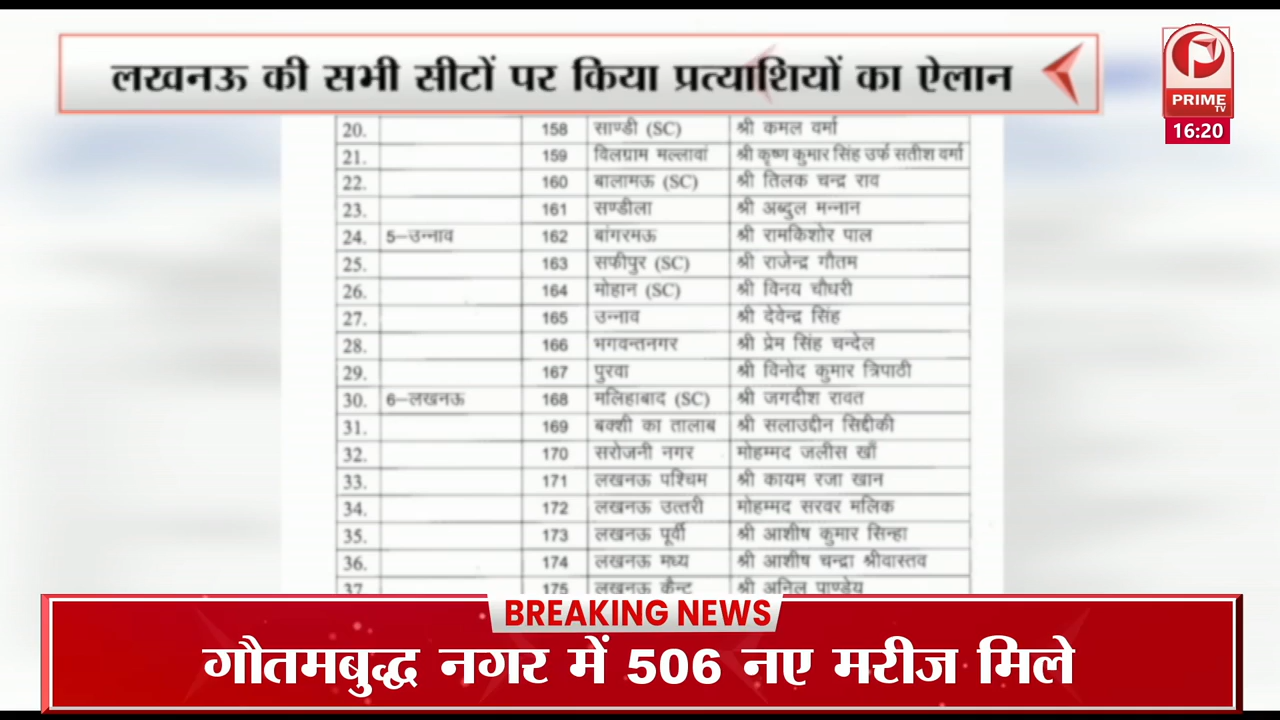 लखनऊ की सभी सीटों पर किया प्रत्याशियों का ऐलान
PRIME
TV
16:20
20. 158 साण्डी (SC) श्री कमल वर्मा
21. 159 विलग्राम मल्लावां श्री कृष्ण कुमार सिंह उर्फ सतीश वर्मा
22. 160 बालामऊ (SC) श्री तिलक चन्द्र राव
23. 161 सण्डीला श्री अब्दुल मन्नान
24. 5–उन्नाव 162 बांगरमऊ श्री रामकिशोर पाल
25. 163 सफीपुर (SC) श्री राजेन्द्र गौतम
26. 164 मोहान (SC) श्री विनय चौधरी
27. 165 उन्नाव श्री देवेन्द्र सिंह
28. 166 भगवन्तनगर श्री प्रेम सिंह चन्देल
29. 167 पुरवा श्री विनोद कुमार त्रिपाठी
30. 6–लखनऊ 168 मलिहाबाद (SC) श्री जगदीश रावत
31. 169 बक्शी का तालाब श्री सलाउद्दीन सिद्दीकी
32. 170 सरोजनी नगर मोहम्मद जलीस खाँ
33. 171 लखनऊ पश्चिम श्री कायम रजा खान
34. 172 लखनऊ उत्तरी मोहम्मद सरवर मलिक
35. 173 लखनऊ पूर्वी श्री आशीष कुमार सिन्हा
36. 174 लखनऊ मध्य श्री आशीष चन्द्रा श्रीवास्तव
37. 175 लखनऊ कैन्ट श्री अनिल पाण्डेय
BREAKING NEWS
गौतमबुद्ध नगर में 506 नए मरीज मिले